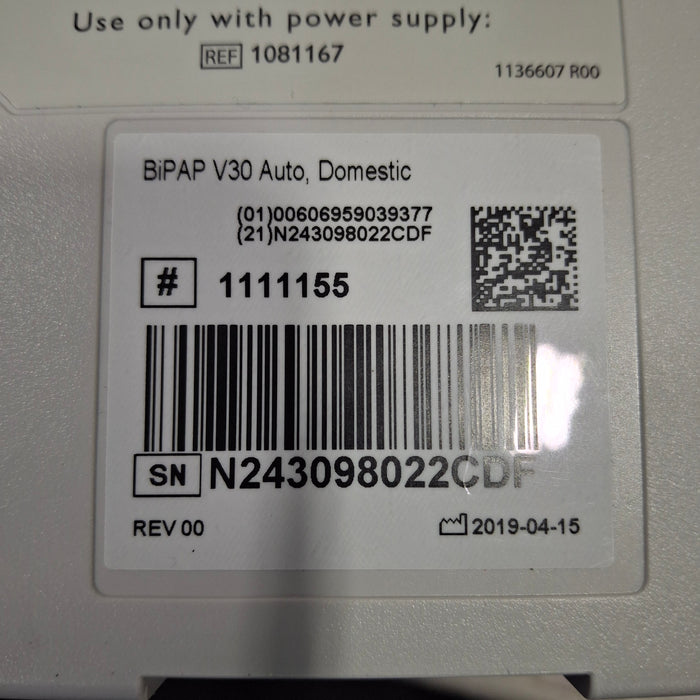 Use only with power supply:
REF 1081167
1136607 R00
BiPAP V30 Auto, Domestic
(01)00606959039377
(21)N243098022CDF
# 1111155
SN N243098022CDF
REV 00
2019-04-15